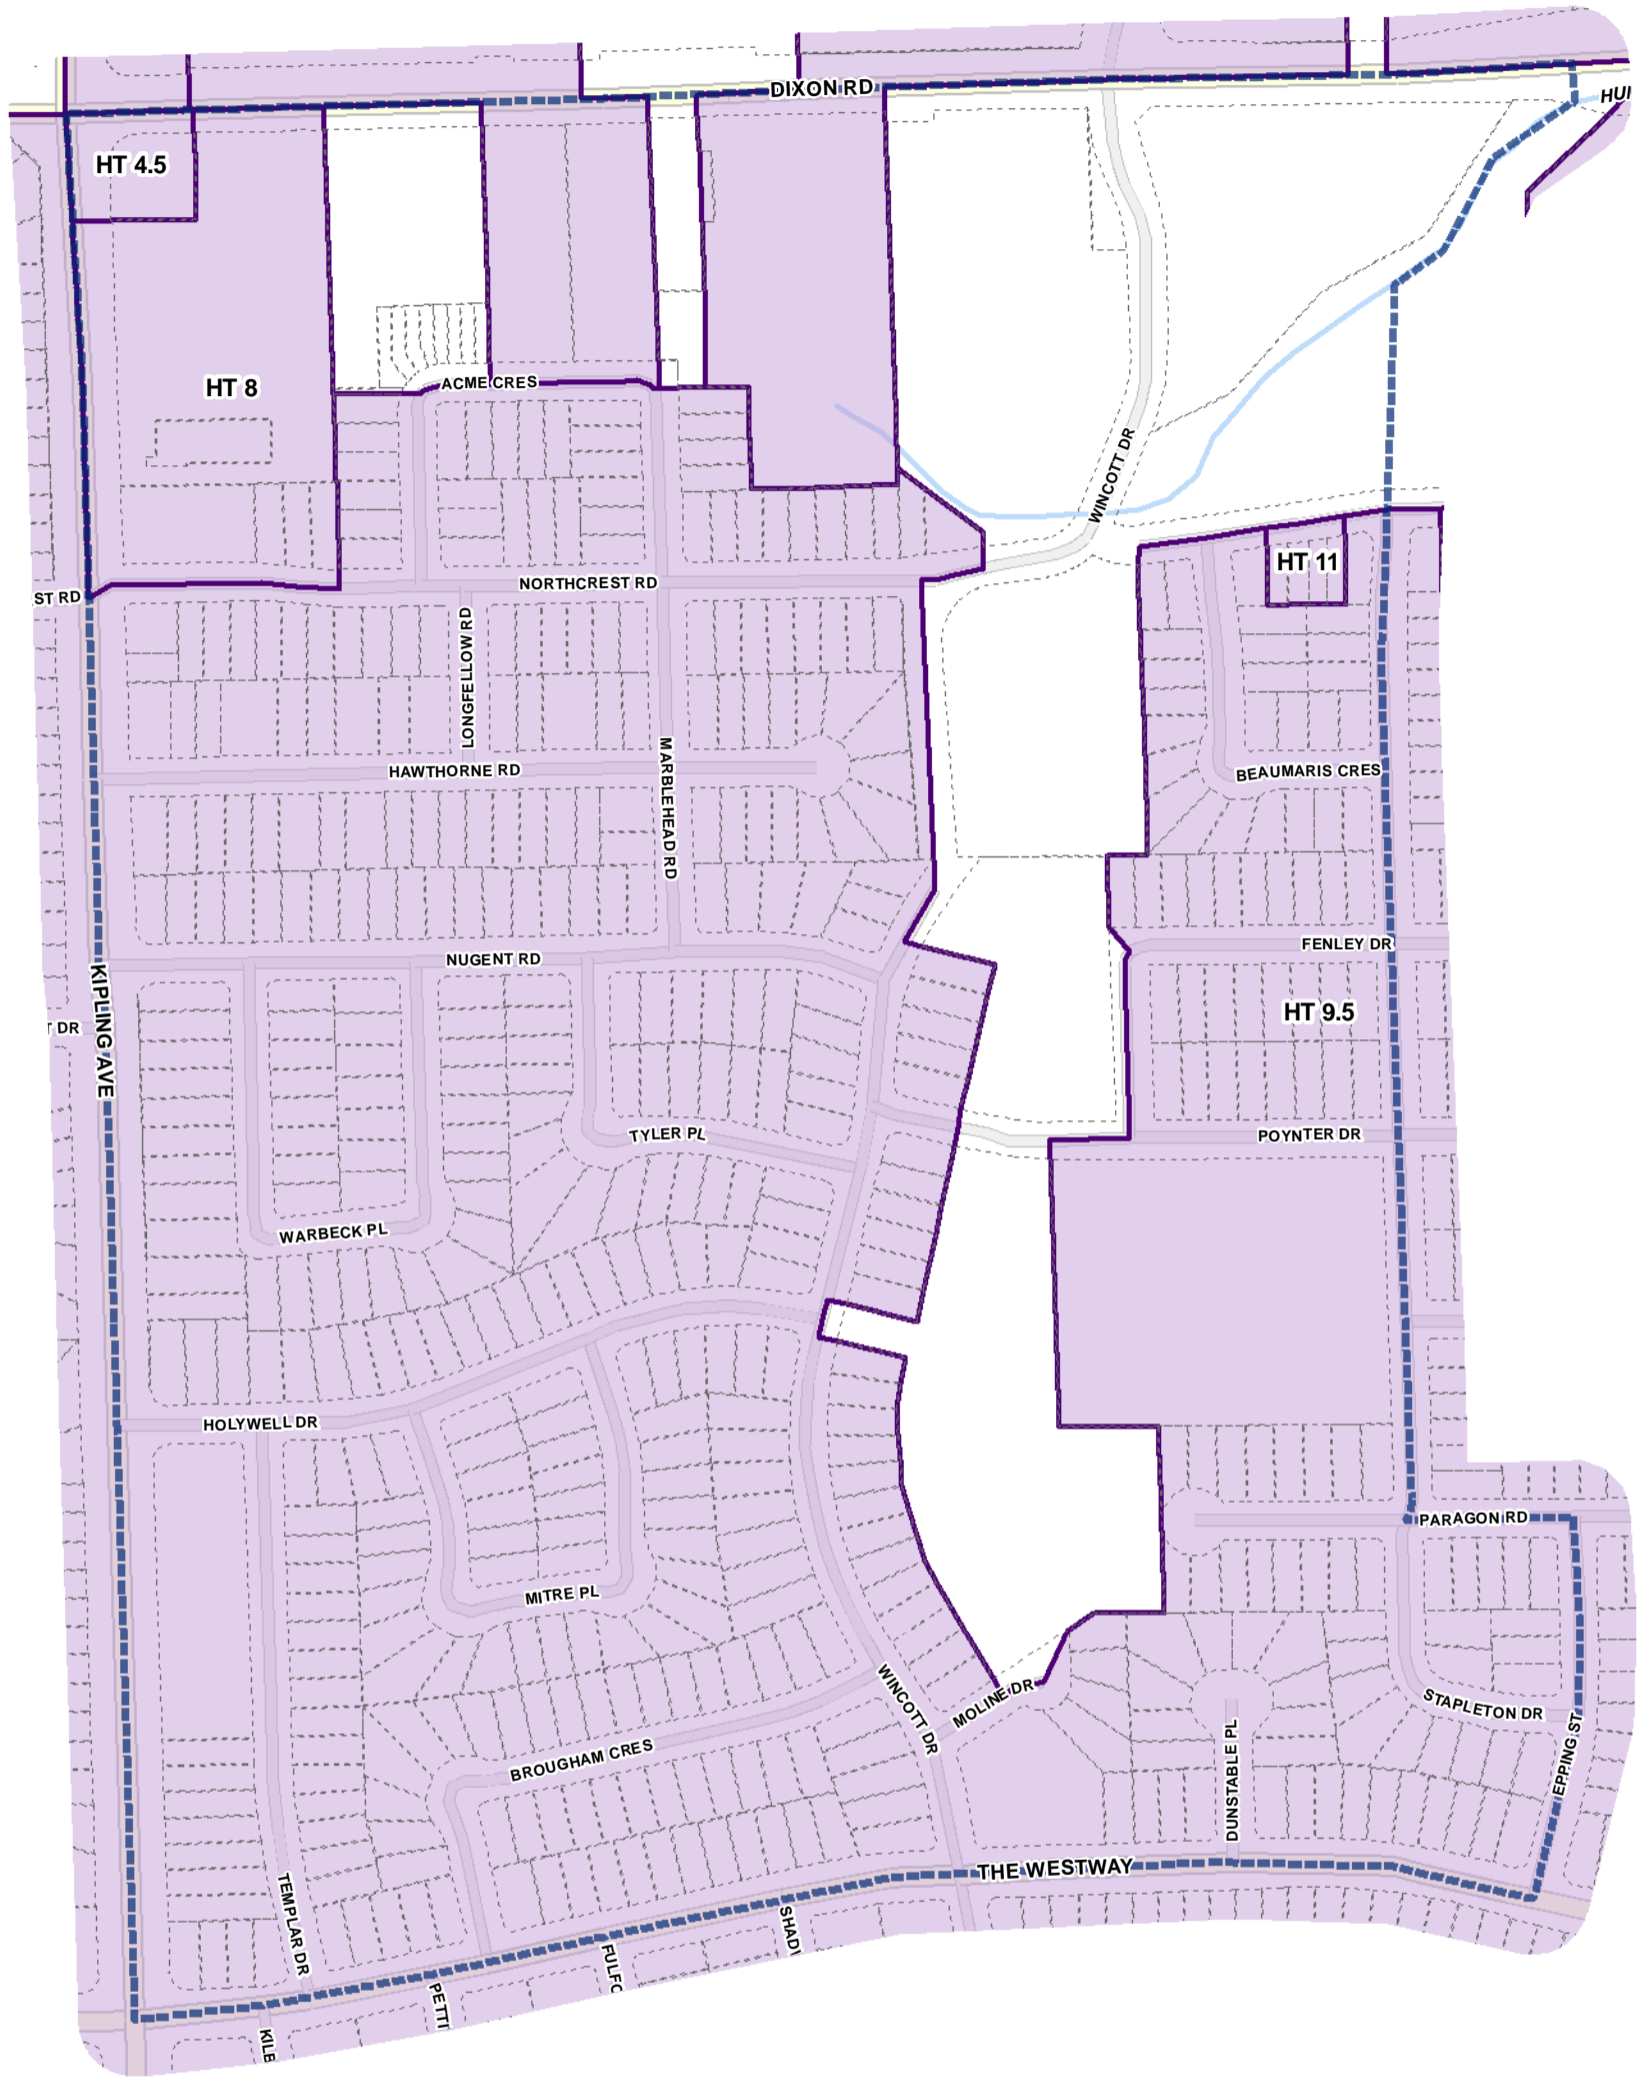 DIXON RD
HU
HT 4.5
ACME CRES
HT 8
WINCOTT DR
HT 11
NORTHCREST RD
ST RD
LONGFELLOW RD
HAWTHORNE RD
MARBLEHEAD RD
BEAUMARIS CRES
FENLEY DR
NUGENT RD
KIPLING AVE
HT 9.5
T DR
TYLER PL
POYNTER DR
WARBECK PL
HOLYWELL DR
PARAGON RD
MITRE PL
WINCOTT DR
MOLINE DR
STAPLETON DR
EPPING ST
BROUGHAM CRES
DUNSTABLE PL
THE WESTWAY
TEMPLAR DR
SHADI
FULFO
PETTI
KILB